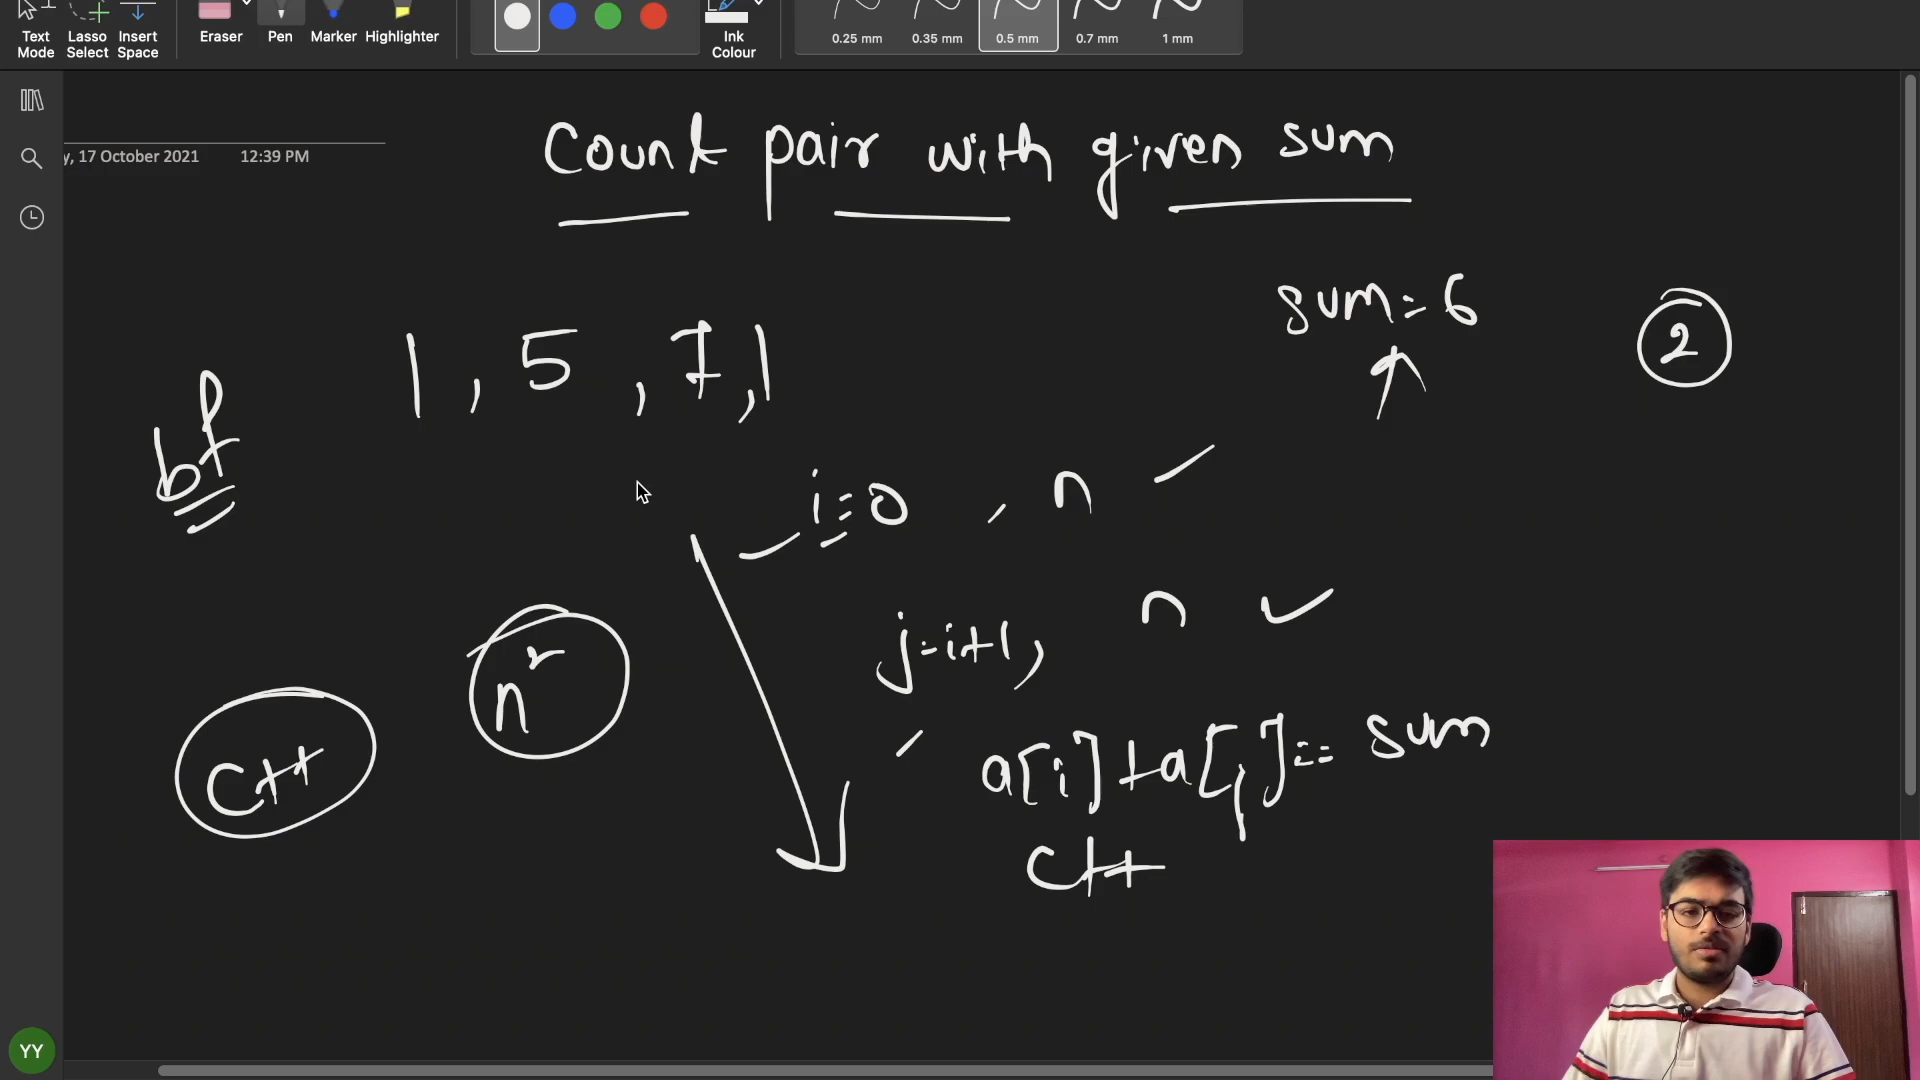 Text Mode
Lasso Select
Insert Space
Eraser
Pen
Marker
Highlighter
Ink Colour
0.25 mm
0.35 mm
0.5 mm
0.7 mm
1 mm
y, 17 October 2021 12:39 PM
Count pair with given sum
sum = 6
2
1, 5, 7, 1
bf
i=0, n
j=i+1, n
n²
a[i]+a[j]== sum
C++
C++
YY